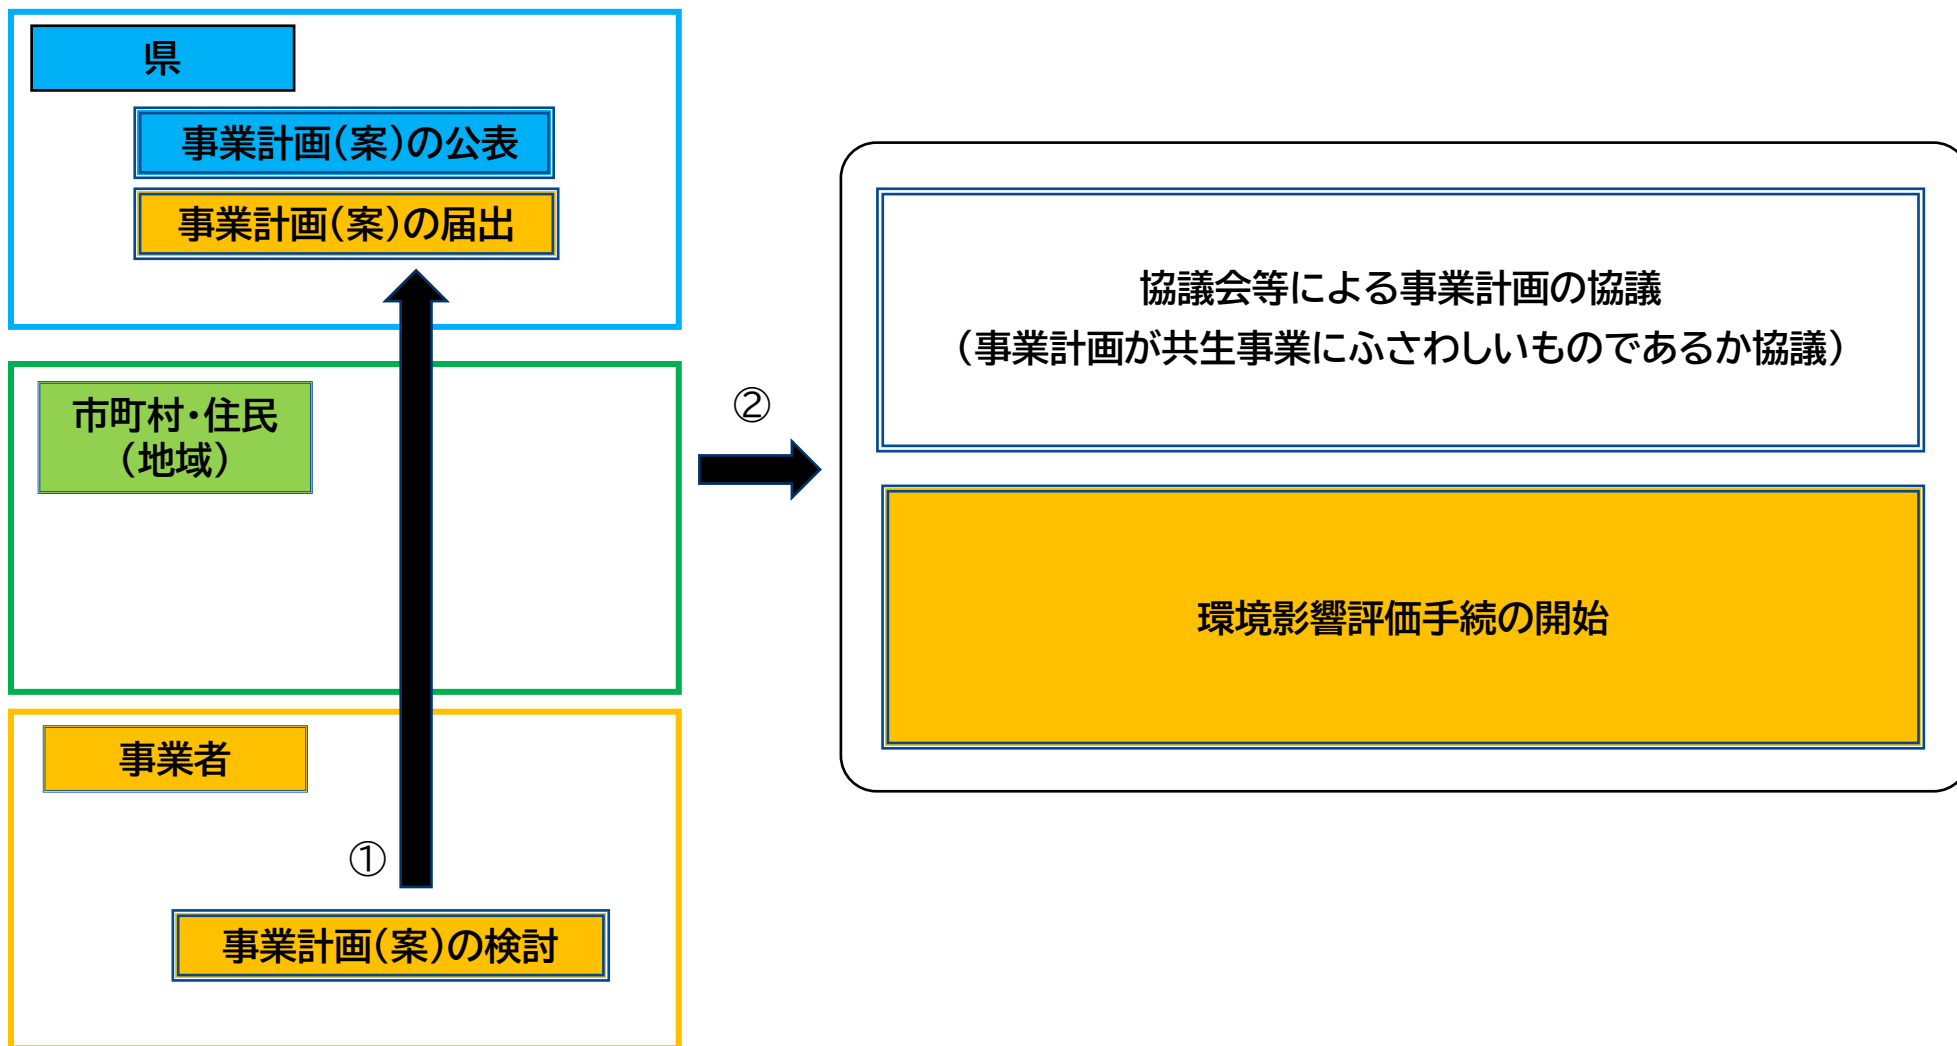 県
事業計画(案)の公表
事業計画(案)の届出
市町村・住民
(地域)
事業者
①
事業計画(案)の検討
②
協議会等による事業計画の協議
(事業計画が共生事業にふさわしいものであるか協議)
環境影響評価手続の開始